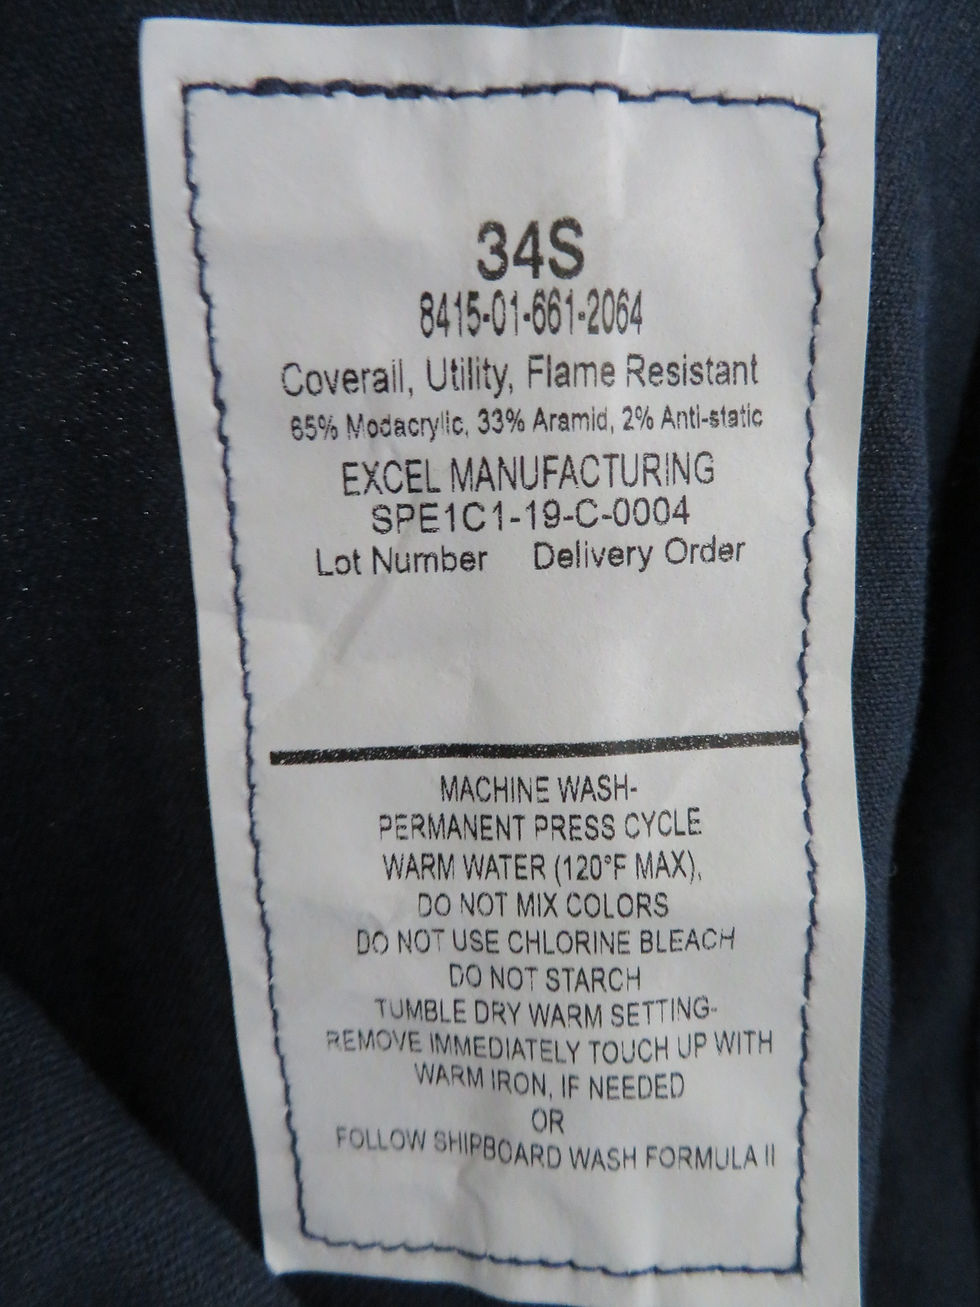 34S
8415-01-661-2064
Coverall, Utility, Flame Resistant
65% Modacrylic, 33% Aramid, 2% Anti-static
EXCEL MANUFACTURING
SPE1C1-19-C-0004
Lot Number Delivery Order
MACHINE WASH-
PERMANENT PRESS CYCLE
WARM WATER (120°F MAX),
DO NOT MIX COLORS
DO NOT USE CHLORINE BLEACH
DO NOT STARCH
TUMBLE DRY WARM SETTING-
REMOVE IMMEDIATELY TOUCH UP WITH
WARM IRON, IF NEEDED
OR
FOLLOW SHIPBOARD WASH FORMULA II